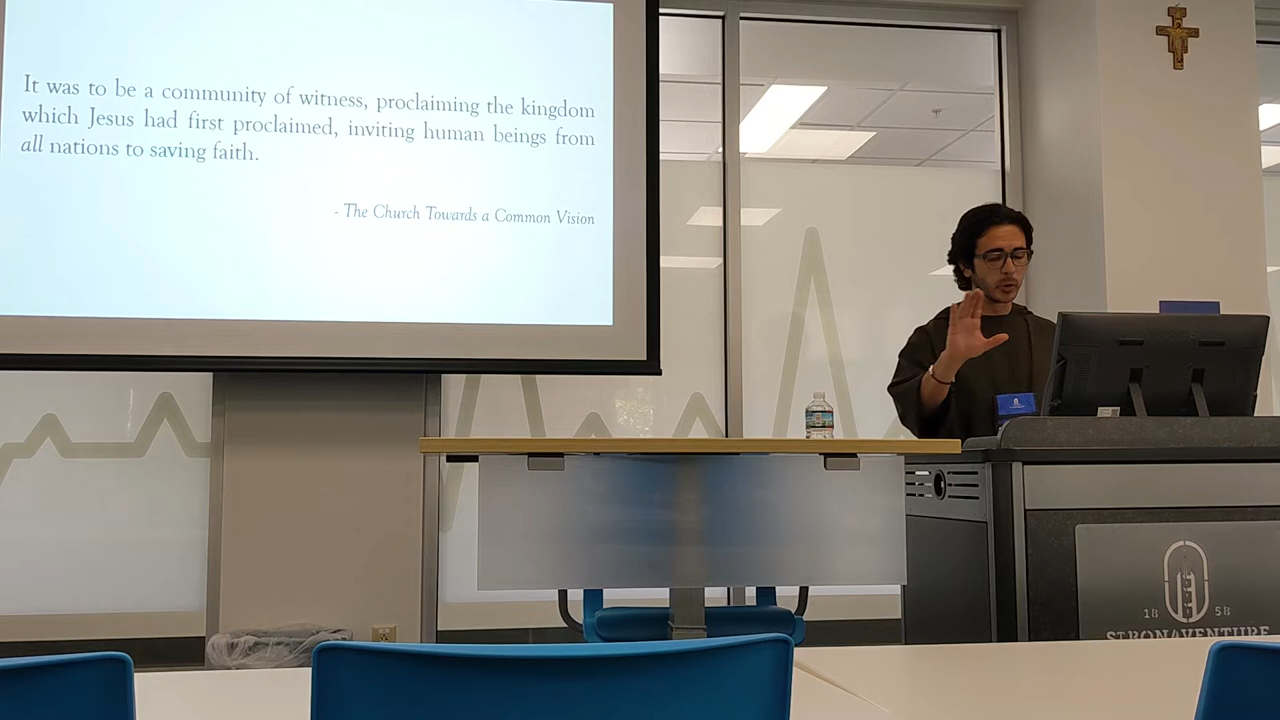 It was to be a community of witness, proclaiming the kingdom
which Jesus had first proclaimed, inviting human beings from
all nations to saving faith.
- The Church Towards a Common Vision
18 58
ST.BONAVENTURE